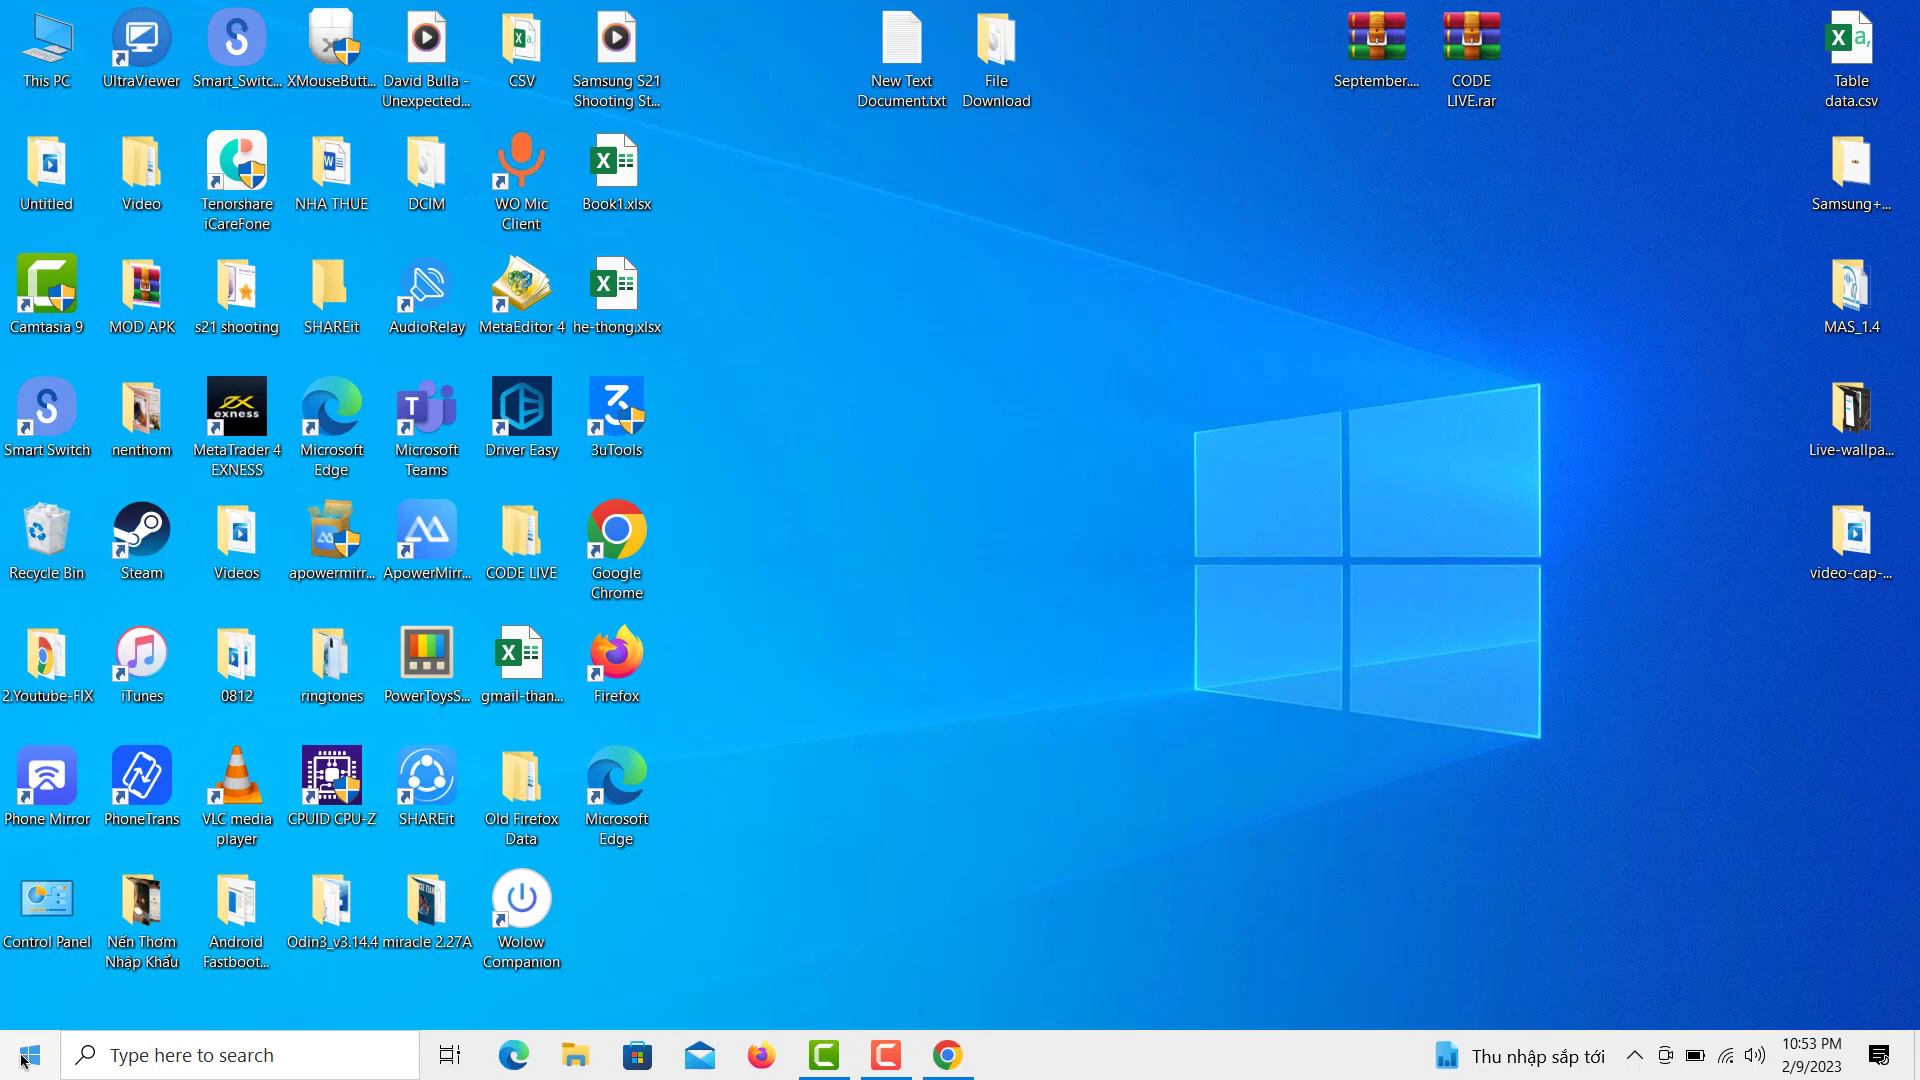 This PC
UltraViewer
Smart_Switc...
XMouseButt...
David Bulla -
Unexpected...
CSV
Samsung S21
Shooting St...
New Text
Document.txt
File
Download
September....
CODE
LIVE.rar
Table
data.csv
Untitled
Video
Tenorshare
iCareFone
NHA THUE
DCIM
WO Mic
Client
Book1.xlsx
Samsung+...
Camtasia 9
MOD APK
s21 shooting
SHAREit
AudioRelay
MetaEditor 4
he-thong.xlsx
MAS_1.4
exness
Smart Switch
nenthom
MetaTrader 4
EXNESS
Microsoft
Edge
Microsoft
Teams
Driver Easy
3uTools
Live-wallpa...
Recycle Bin
Steam
Videos
apowermirr...
ApowerMirr...
CODE LIVE
Google
Chrome
video-cap-...
2.Youtube-FIX
iTunes
0812
ringtones
PowerToysS...
gmail-than...
Firefox
Phone Mirror
PhoneTrans
VLC media
player
CPUID CPU-Z
SHAREit
Old Firefox
Data
Microsoft
Edge
Control Panel
Nến Thơm
Nhập Khẩu
Android
Fastboot...
Odin3_v3.14.4
miracle 2.27A
Wolow
Companion
Type here to search
Thu nhập sắp tới
10:53 PM
2/9/2023